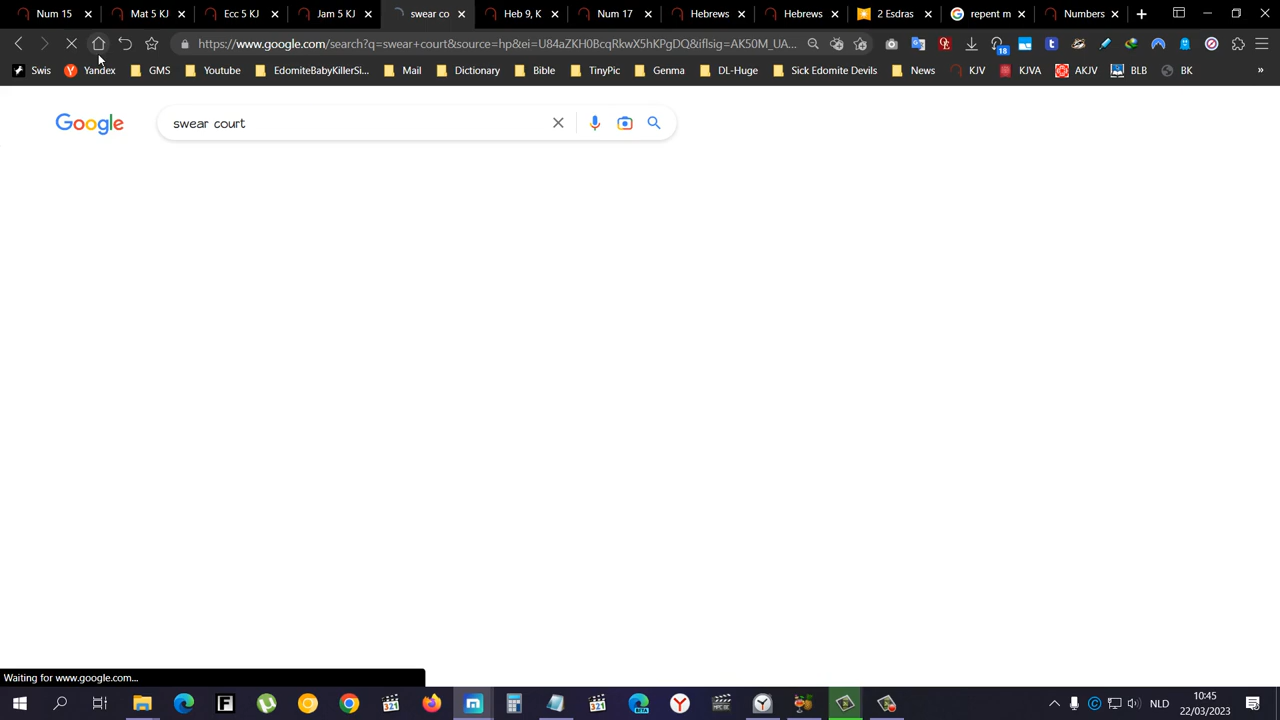 Num 15
Mat 5 KJ
Ecc 5 KJ
Jam 5 KJ
swear co
Heb 9, K
Num 17
Hebrews
Hebrews
2 Esdras
repent m
Numbers
https://www.google.com/search?q=swear+court&source=hp&ei=U84aZKH0BcqRkwX5hKPgDQ&iflsig=AK50M_UA...
18
Swis
Yandex
GMS
Youtube
EdomiteBabyKillerSi...
Mail
Dictionary
Bible
TinyPic
Genma
DL-Huge
Sick Edomite Devils
News
KJV
KJVA
AKJV
BLB
BK
»
Google
swear court
Waiting for www.google.com...
NLD
10:45
22/03/2023